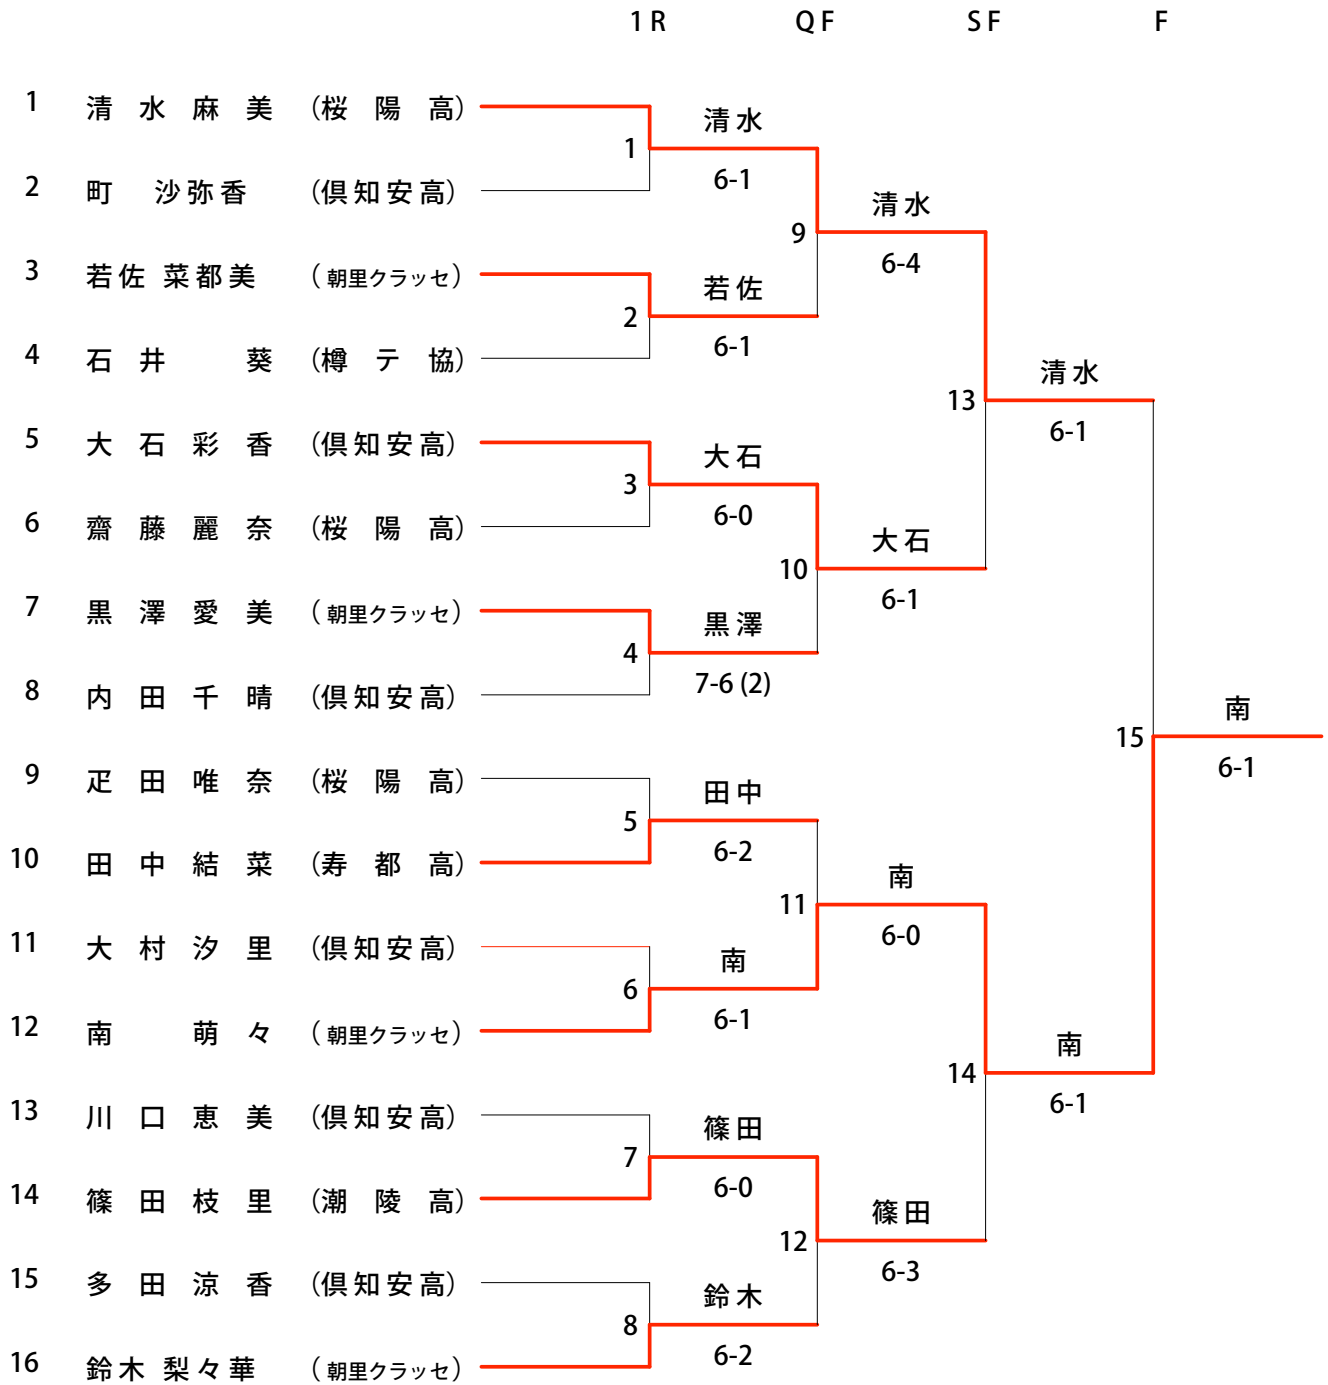 1R QF SF F
1 清水麻美 (桜陽高)
2 町 沙弥香 (倶知安高)
3 若佐 菜都美 (朝里クラッセ)
4 石井 葵 (樽テ協)
5 大石彩香 (倶知安高)
6 齋藤麗奈 (桜陽高)
7 黒澤愛美 (朝里クラッセ)
8 内田千晴 (倶知安高)
9 疋田唯奈 (桜陽高)
10 田中結菜 (寿都高)
11 大村汐里 (倶知安高)
12 南 萌々 (朝里クラッセ)
13 川口恵美 (倶知安高)
14 篠田枝里 (潮陵高)
15 多田涼香 (倶知安高)
16 鈴木 梨々華 (朝里クラッセ)
清水
1
6-1
若佐
2
6-1
大石
3
6-0
黒澤
4
7-6 (2)
田中
5
6-2
南
6
6-1
篠田
7
6-0
鈴木
8
6-2
清水
9
6-4
大石
10
6-1
南
11
6-0
篠田
12
6-3
清水
13
6-1
南
14
6-1
南
15
6-1